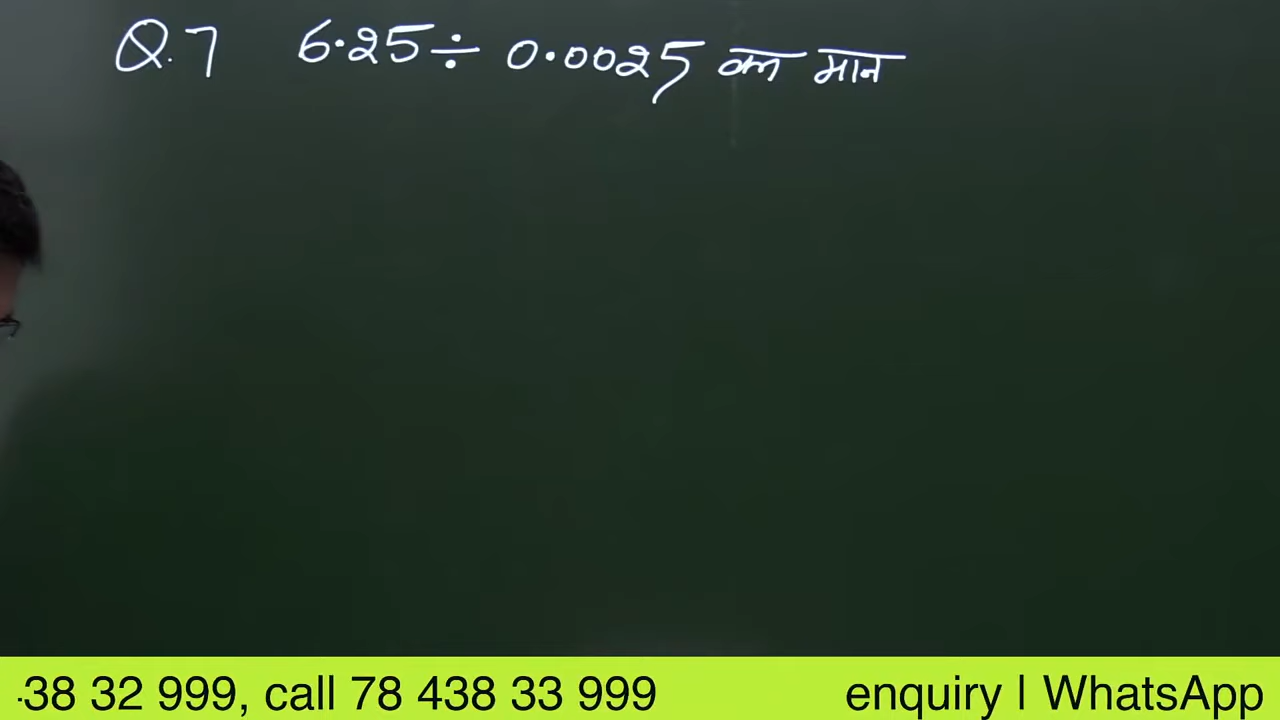 Q.7 6.25 ÷ 0.0025 का मान
.38 32 999, call 78 438 33 999 enquiry | WhatsApp